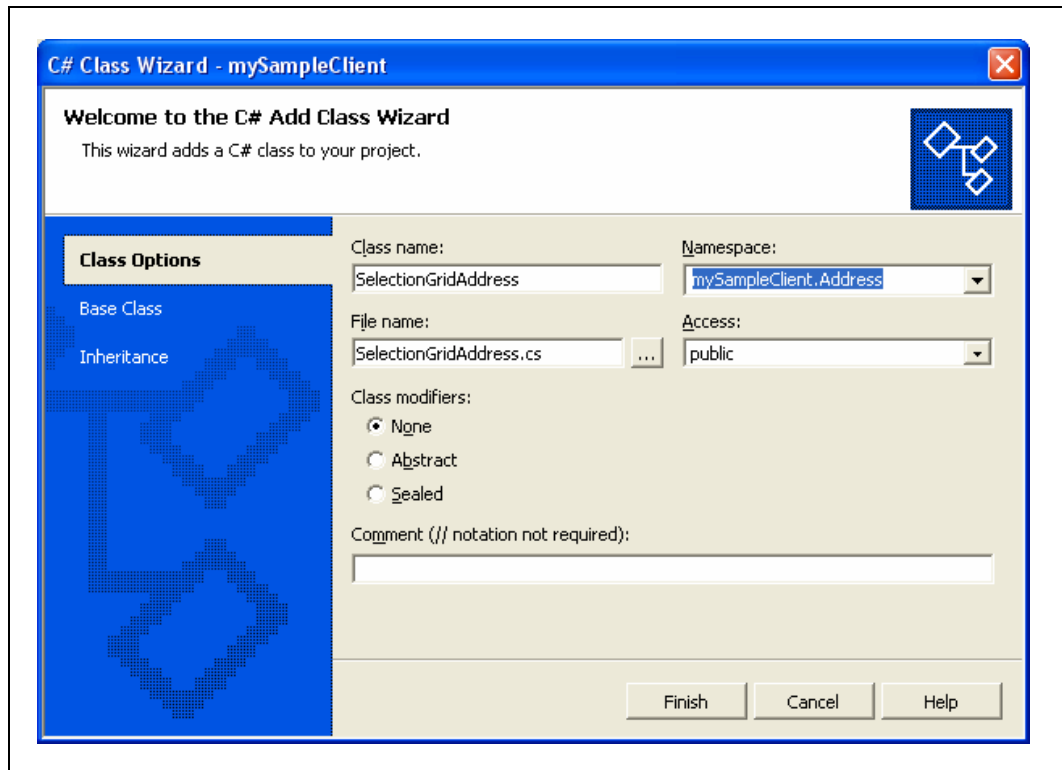 C# Class Wizard - mySampleClient
Welcome to the C# Add Class Wizard
This wizard adds a C# class to your project.
Class Options
Base Class
Inheritance
Class name:
Namespace:
SelectionGridAddress
mySampleClient.Address
File name:
Access:
SelectionGridAddress.cs
...
public
Class modifiers:
None
Abstract
Sealed
Comment (// notation not required):
Finish
Cancel
Help